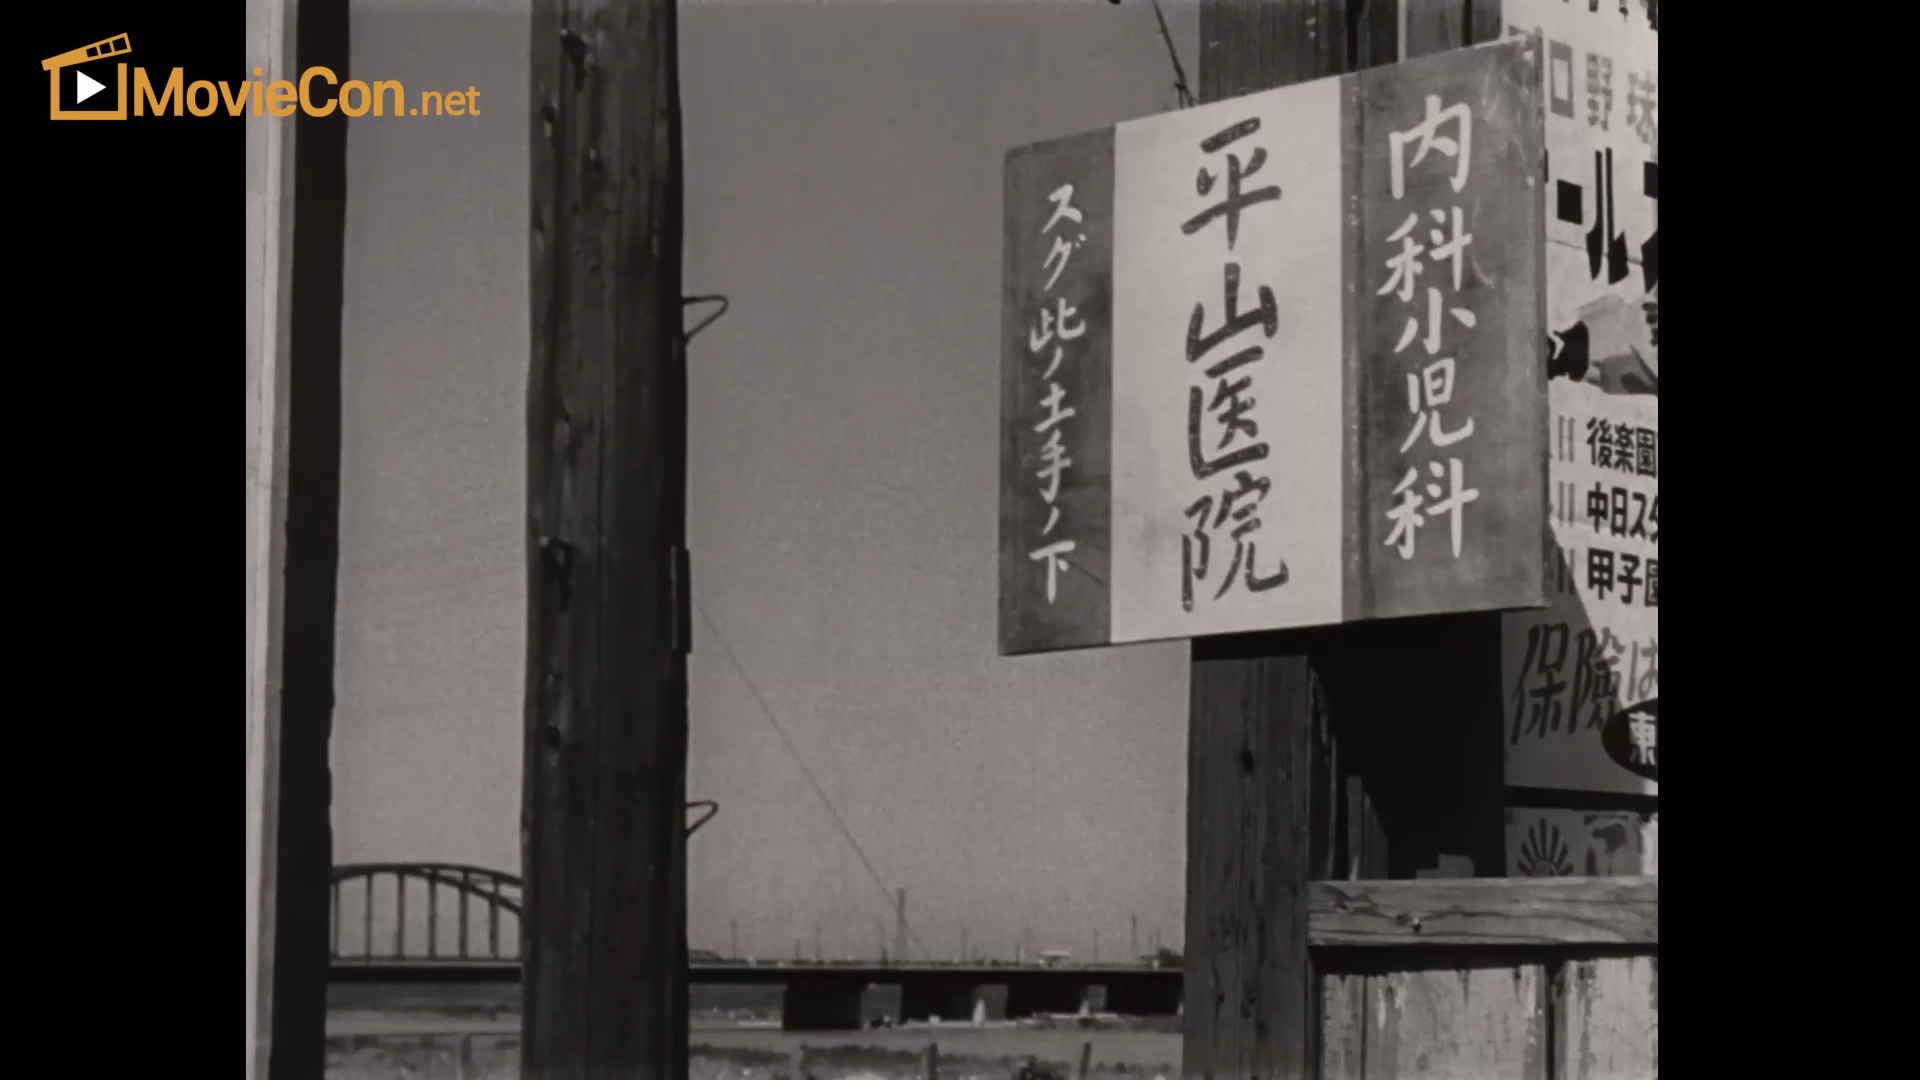 MovieCon.net
内科小児科
平山医院
スグ此ノ土手ノ下
野球
後楽園
中日ス
甲子園
保険は
東